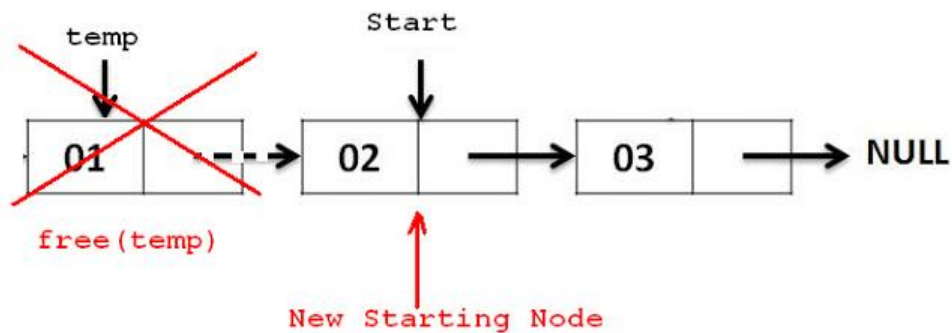 temp
Start
01
02
03
NULL
free(temp)
New Starting Node